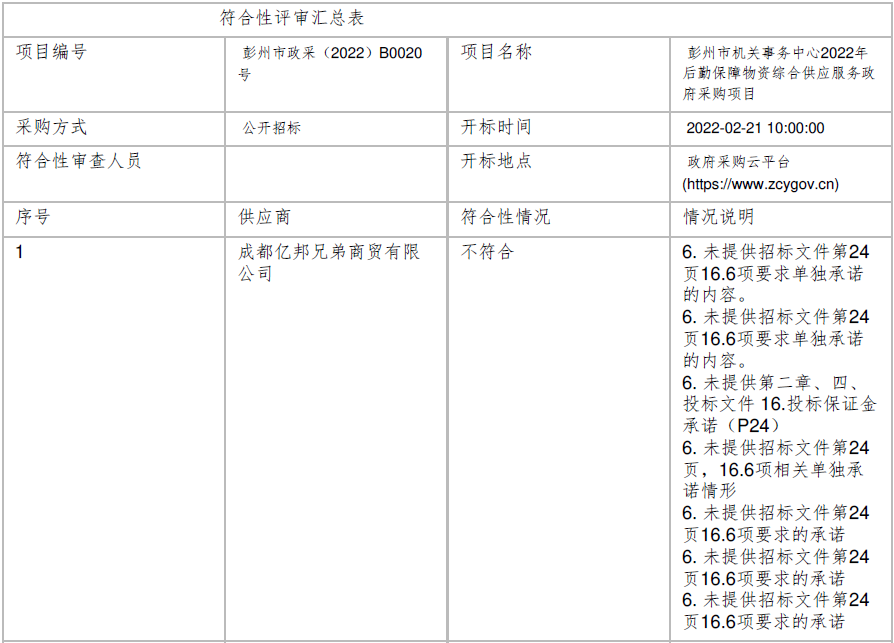 符合性评审汇总表
项目编号
彭州市政采（2022）B0020
号
项目名称
彭州市机关事务中心2022年
后勤保障物资综合供应服务政
府采购项目
采购方式
公开招标
开标时间
2022-02-21 10:00:00
符合性审查人员
开标地点
政府采购云平台
(https://www.zcygov.cn)
序号
供应商
符合性情况
情况说明
1
成都亿邦兄弟商贸有限
公司
不符合
6. 未提供招标文件第24
页16.6项要求单独承诺
的内容。
6. 未提供招标文件第24
页16.6项要求单独承诺
的内容。
6. 未提供第二章、四、
投标文件 16.投标保证金
承诺（P24）
6. 未提供招标文件第24
页，16.6项相关单独承
诺情形
6. 未提供招标文件第24
页16.6项要求的承诺
6. 未提供招标文件第24
页16.6项要求的承诺
6. 未提供招标文件第24
页16.6项要求的承诺